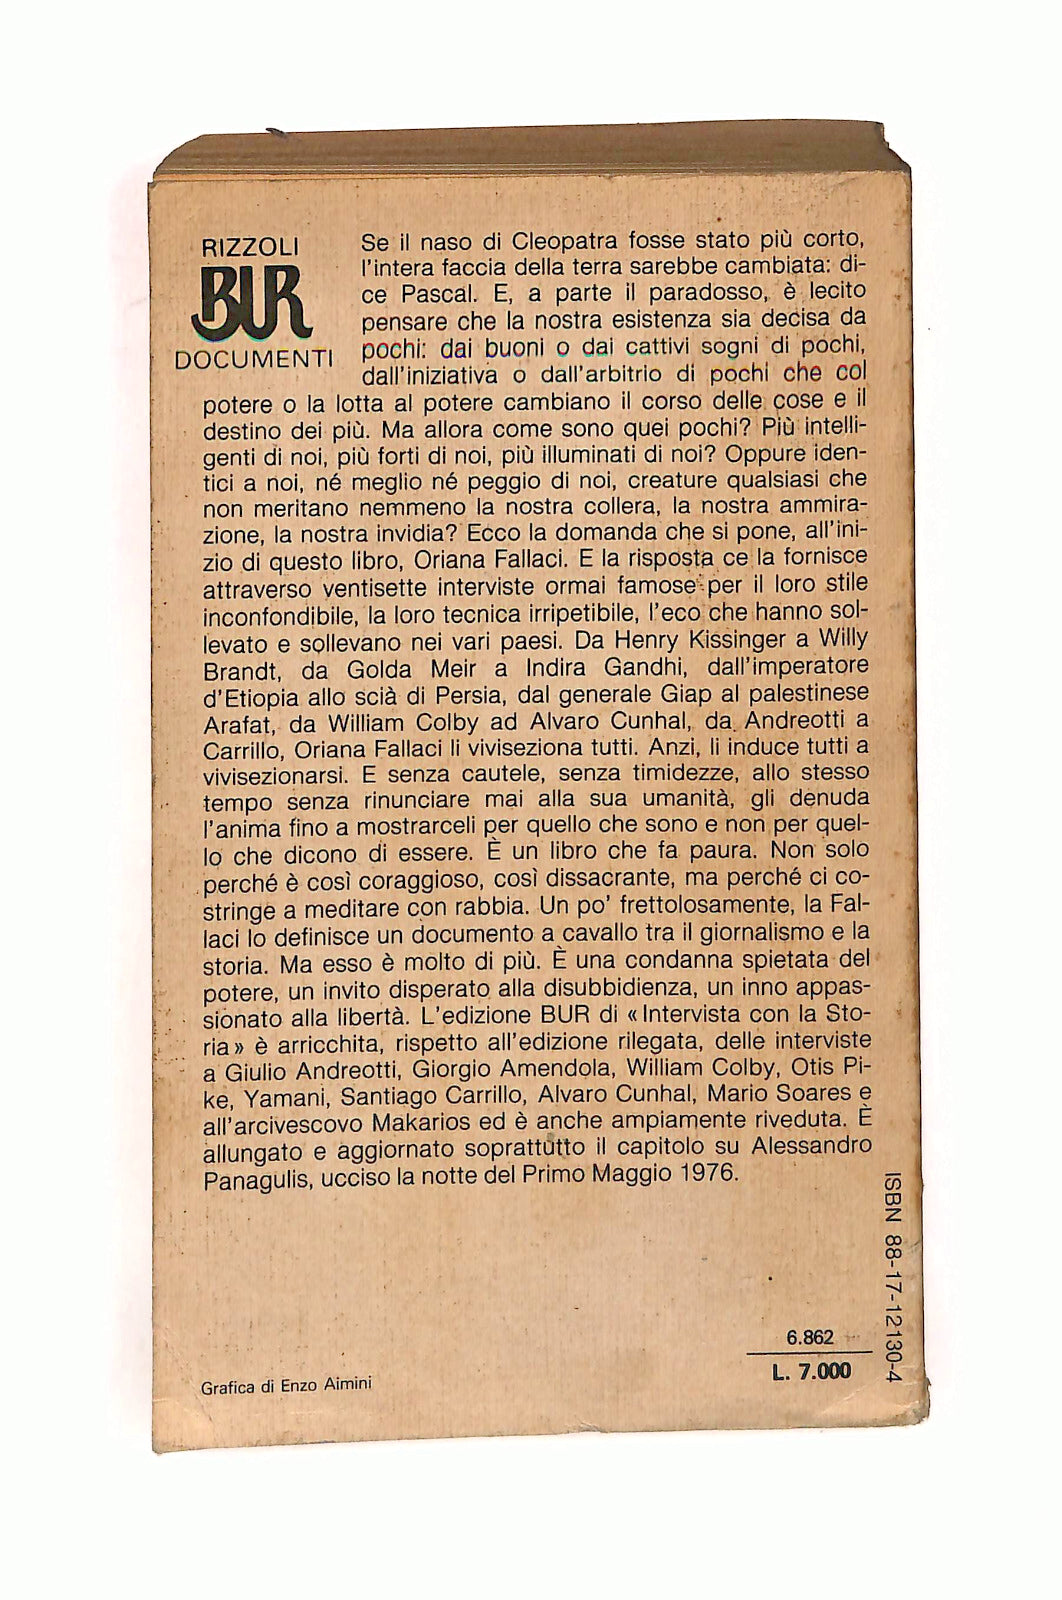 RIZZOLI
BUR
DOCUMENTI
Se il naso di Cleopatra fosse stato più corto,
l'intera faccia della terra sarebbe cambiata: di-
ce Pascal. E, a parte il paradosso, è lecito
pensare che la nostra esistenza sia decisa da
pochi: dai buoni o dai cattivi sogni di pochi,
dall'iniziativa o dall'arbitrio di pochi che col
potere o la lotta al potere cambiano il corso delle cose e il
destino dei più. Ma allora come sono quei pochi? Più intelli-
genti di noi, più forti di noi, più illuminati di noi? Oppure iden-
tici a noi, né meglio né peggio di noi, creature qualsiasi che
non meritano nemmeno la nostra collera, la nostra ammira-
zione, la nostra invidia? Ecco la domanda che si pone, all'ini-
zio di questo libro, Oriana Fallaci. E la risposta ce la fornisce
attraverso ventisette interviste ormai famose per il loro stile
inconfondibile, la loro tecnica irripetibile, l'eco che hanno sol-
levato e sollevano nei vari paesi. Da Henry Kissinger a Willy
Brandt, da Golda Meir a Indira Gandhi, dall'imperatore
d'Etiopia allo scià di Persia, dal generale Giap al palestinese
Arafat, da William Colby ad Alvaro Cunhal, da Andreotti a
Carrillo, Oriana Fallaci li viviseziona tutti. Anzi, li induce tutti a
vivisezionarsi. E senza cautele, senza timidezze, allo stesso
tempo senza rinunciare mai alla sua umanità, gli denuda
l'anima fino a mostrarceli per quello che sono e non per quel-
lo che dicono di essere. È un libro che fa paura. Non solo
perché è così coraggioso, così dissacrante, ma perché ci co-
stringe a meditare con rabbia. Un po' frettolosamente, la Fal-
laci lo definisce un documento a cavallo tra il giornalismo e la
storia. Ma esso è molto di più. È una condanna spietata del
potere, un invito disperato alla disubbidienza, un inno appas-
sionato alla libertà. L'edizione BUR di «Intervista con la Sto-
ria» è arricchita, rispetto all'edizione rilegata, delle interviste
a Giulio Andreotti, Giorgio Amendola, William Colby, Otis Pi-
ke, Yamani, Santiago Carrillo, Alvaro Cunhal, Mario Soares e
all'arcivescovo Makarios ed è anche ampiamente riveduta. È
allungato e aggiornato soprattutto il capitolo su Alessandro
Panagulis, ucciso la notte del Primo Maggio 1976.
ISBN 88-17-12130-4
6.862
L. 7.000
Grafica di Enzo Aimini